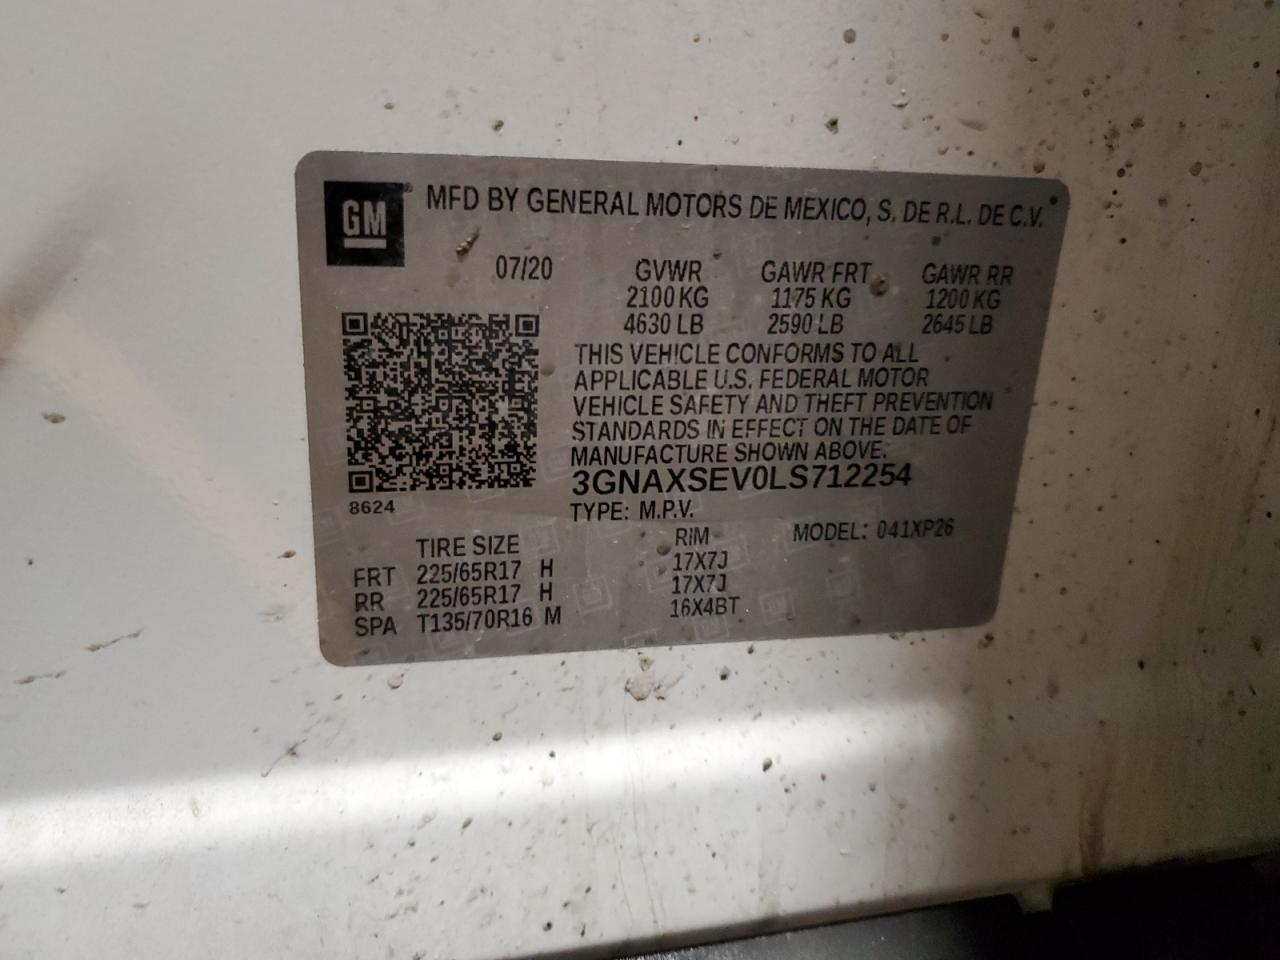 GM®
MFD BY GENERAL MOTORS DE MEXICO, S. DE R.L. DE C.V.
07/20 GVWR GAWR FRT GAWR RR
2100 KG 1175 KG 1200 KG
4630 LB 2590 LB 2645 LB
THIS VEHICLE CONFORMS TO ALL
APPLICABLE U.S. FEDERAL MOTOR
VEHICLE SAFETY AND THEFT PREVENTION
STANDARDS IN EFFECT ON THE DATE OF
MANUFACTURE SHOWN ABOVE.
3GNAXSEV0LS712254
8624 TYPE: M.P.V.
TIRE SIZE RIM MODEL: 041XP26
FRT 225/65R17 H 17X7J
RR 225/65R17 H 17X7J
SPA T135/70R16 M 16X4BT